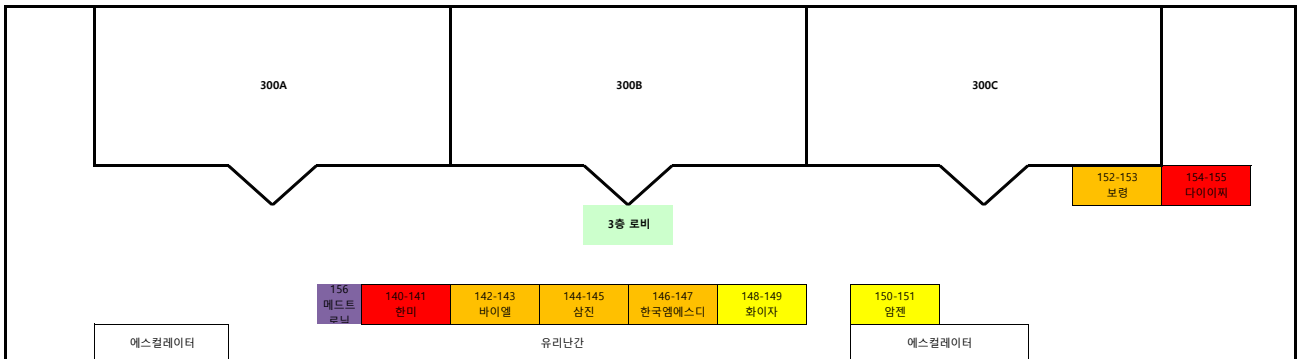 300A
300B
300C
152-153
보령
154-155
다이이찌
3층 로비
156
메드트
로닉
140-141
한미
142-143
바이엘
144-145
삼진
146-147
한국엠에스디
148-149
화이자
150-151
암젠
에스컬레이터
유리난간
에스컬레이터